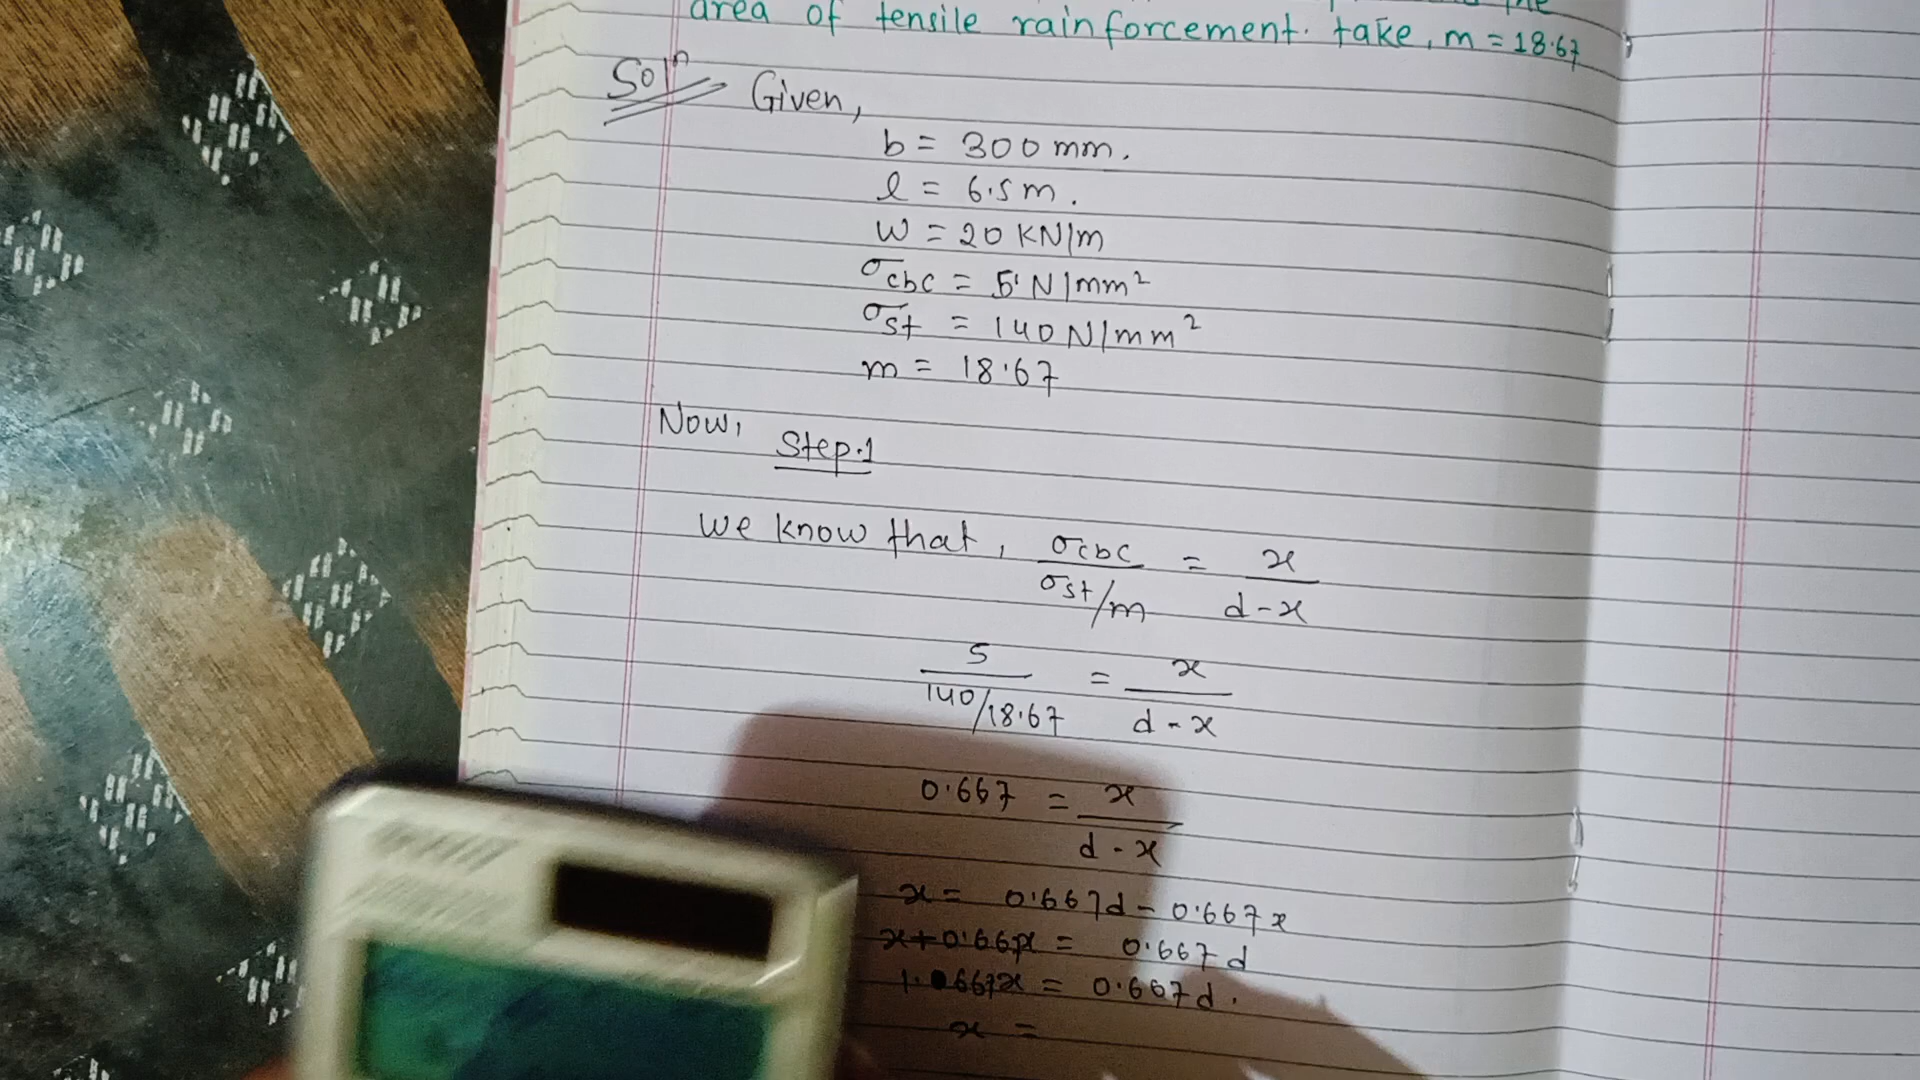 the
area of tensile rainforcement. take, m = 18.67
Solⁿ Given,
b = 300 mm.
l = 6.5 m.
W = 20 KN/m
σcbc = 5 N/mm²
σst = 140 N/mm²
m = 18.67
Now,
Step.1
We know that, σcbc / σst/m = x / d-x
5 / 140/18.67 = x / d-x
0.667 = x / d-x
x = 0.667d - 0.667x
x+0.667x = 0.667d
1.667x = 0.667d.
x =